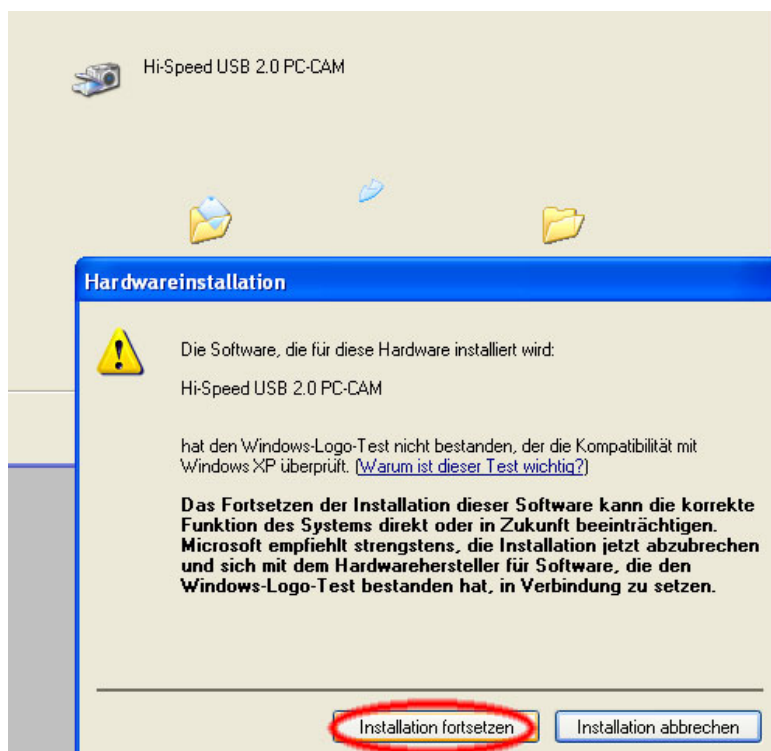 Hi-Speed USB 2.0 PC-CAM
Hardwareinstallation
Die Software, die für diese Hardware installiert wird:
Hi-Speed USB 2.0 PC-CAM
hat den Windows-Logo-Test nicht bestanden, der die Kompatibilität mit
Windows XP überprüft. (Warum ist dieser Test wichtig?)
Das Fortsetzen der Installation dieser Software kann die korrekte
Funktion des Systems direkt oder in Zukunft beeinträchtigen.
Microsoft empfiehlt strengstens, die Installation jetzt abzubrechen
und sich mit dem Hardwarehersteller für Software, die den
Windows-Logo-Test bestanden hat, in Verbindung zu setzen.
Installation fortsetzen Installation abbrechen